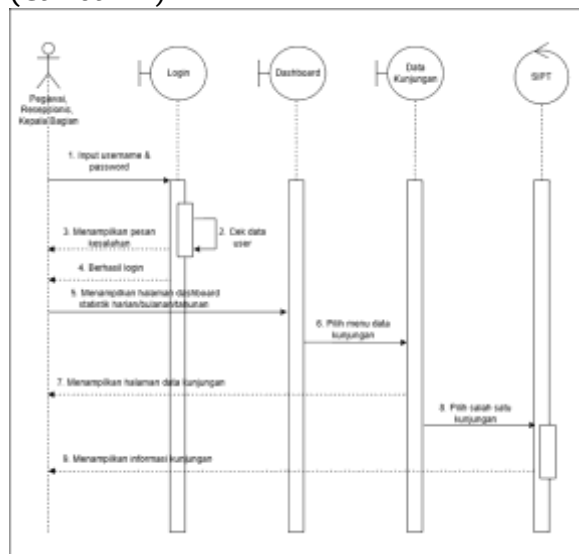 Login
Dashboard
Data
Kunjungan
SIPT
Pegawai,
Resepsionis,
Kepala Bagian
1. Input username &
password
2. Cek data
user
3. Menampilkan pesan
kesalahan
4. Berhasil login
5. Menampilkan halaman dashboard
statistik harian/bulanan/tahunan
6. Pilih menu data
kunjungan
7. Menampilkan halaman data kunjungan
8. Pilih salah satu
kunjungan
9. Menampilkan informasi kunjungan